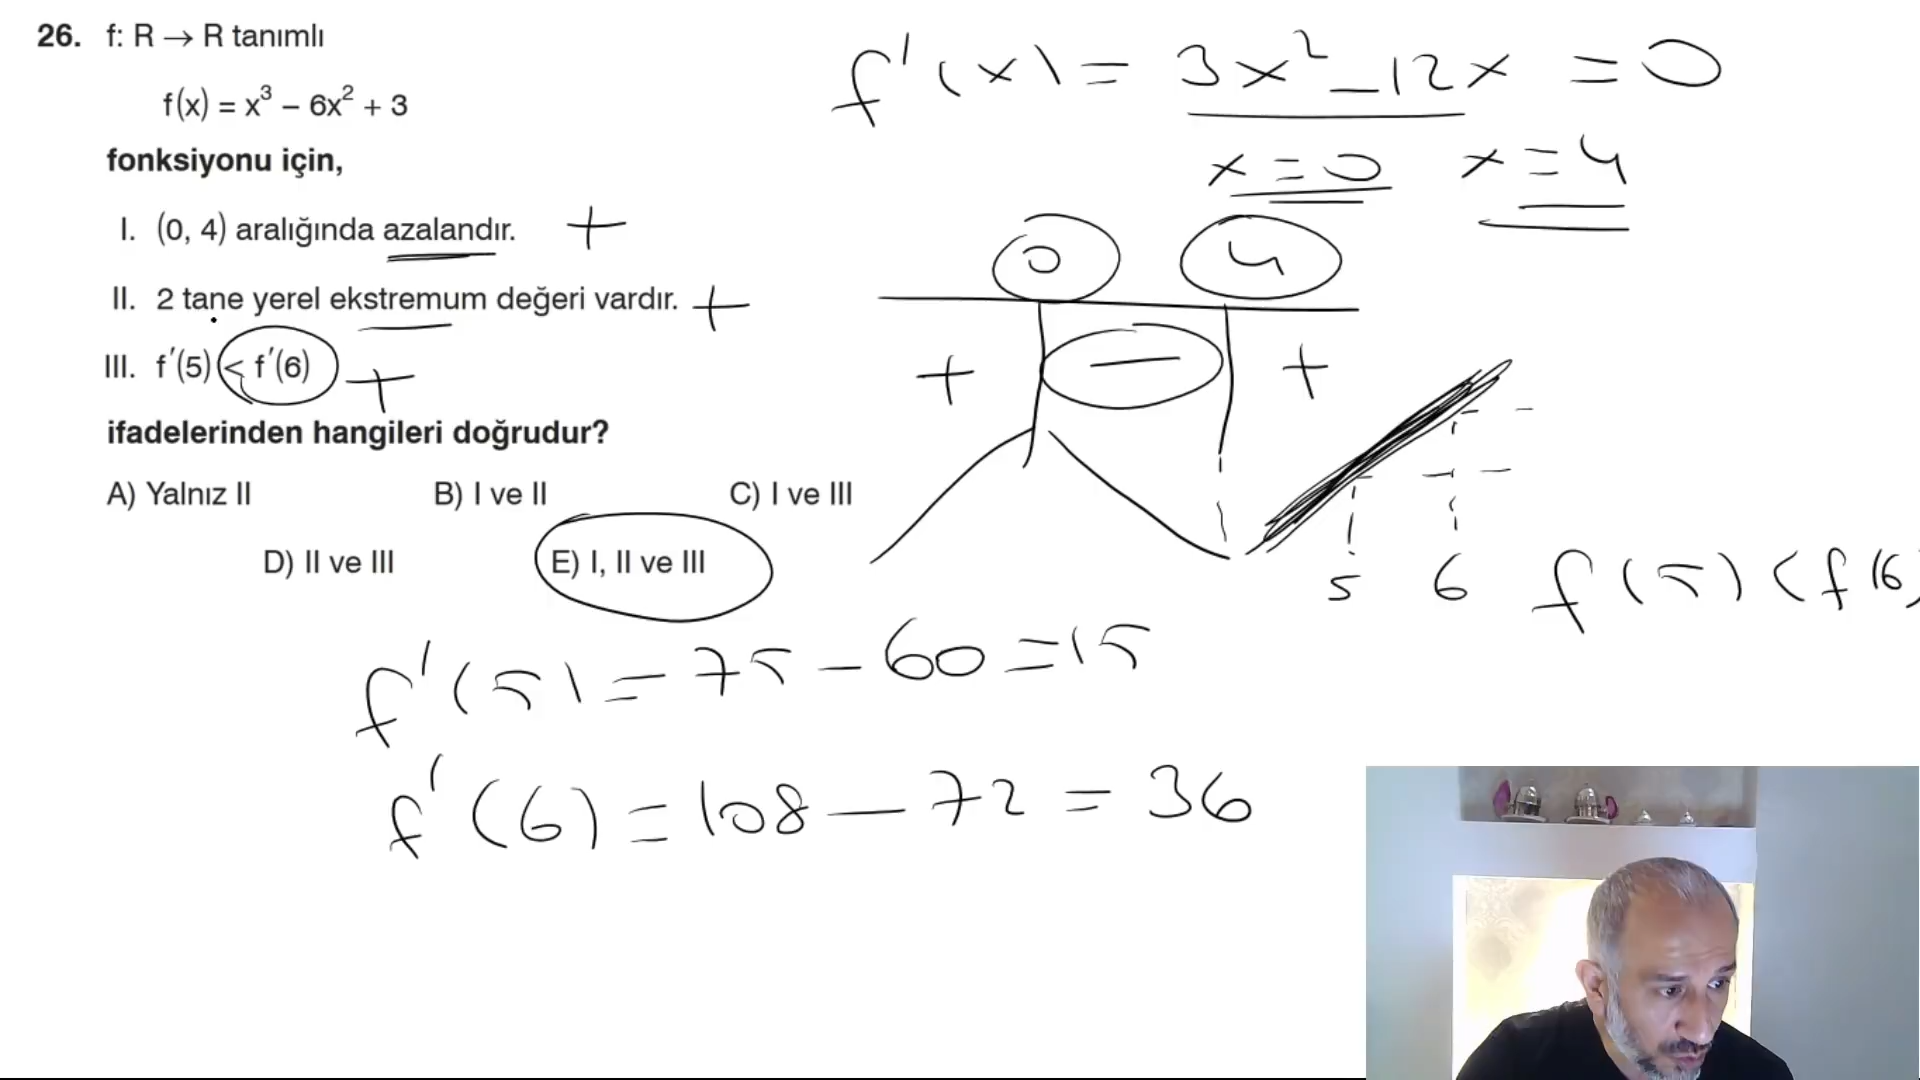 26. f: R → R tanımlı
f(x) = x³ – 6x² + 3
fonksiyonu için,
I. (0, 4) aralığında azalandır. +
II. 2 tane yerel ekstremum değeri vardır. +
III. f′(5) < f′(6) +
ifadelerinden hangileri doğrudur?
A) Yalnız II B) I ve II C) I ve III
D) II ve III E) I, II ve III
f'(x) = 3x² – 12x = 0
x = 0 x = 4
0 4
+ – +
5 6 f(5) < f(6)
f'(5) = 75 – 60 = 15
f'(6) = 108 – 72 = 36